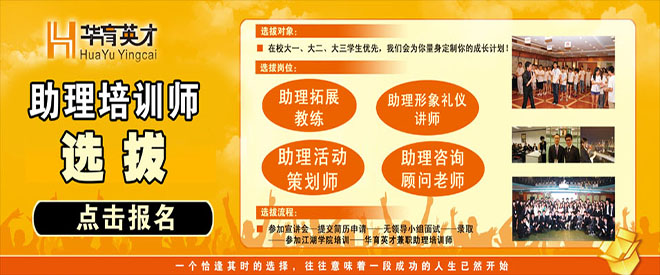 华育英才
HuaYu Yingcai
助理培训师
选拔
点击报名
选拔对象：
在校大一、大二、大三学生优先，我们会为你量身定制你的成长计划！
选拔岗位：
助理拓展
教练
助理形象礼仪
讲师
助理活动
策划师
助理咨询
顾问老师
选拔流程：
参加宣讲会—提交简历申请——无领导小组面试——录取
——参加江湖学院培训——华育英才兼职助理培训师
一个恰逢其时的选择，往往意味着一段成功的人生已然开始